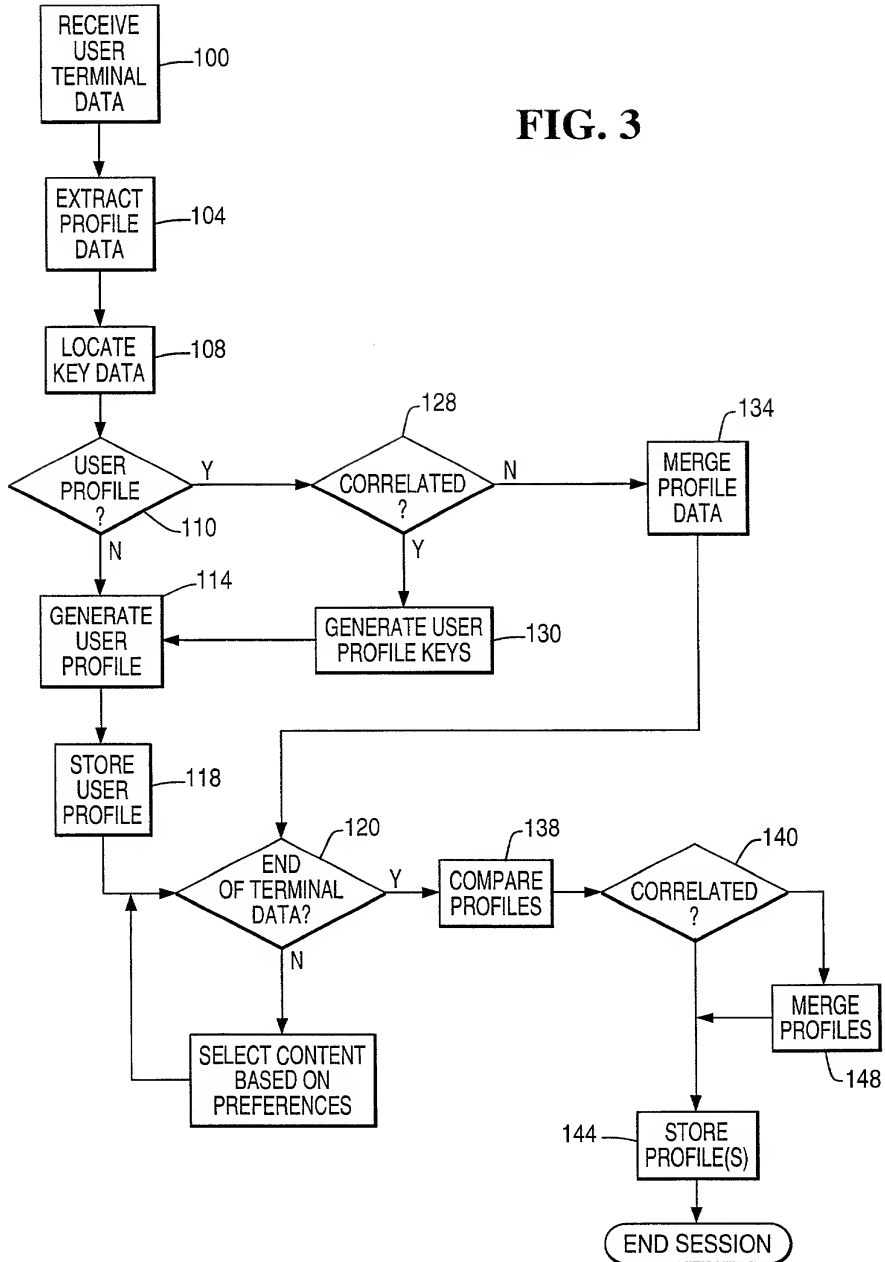 RECEIVE
USER
TERMINAL
DATA
100
FIG. 3
EXTRACT
PROFILE
DATA
104
LOCATE
KEY DATA
108
USER
PROFILE
?
110
Y
N
128
CORRELATED
?
N
Y
134
MERGE
PROFILE
DATA
114
GENERATE
USER
PROFILE
GENERATE USER
PROFILE KEYS
130
STORE
USER
PROFILE
118
120
END
OF TERMINAL
DATA?
Y
N
138
COMPARE
PROFILES
140
CORRELATED
?
MERGE
PROFILES
148
SELECT CONTENT
BASED ON
PREFERENCES
144
STORE
PROFILE(S)
END SESSION